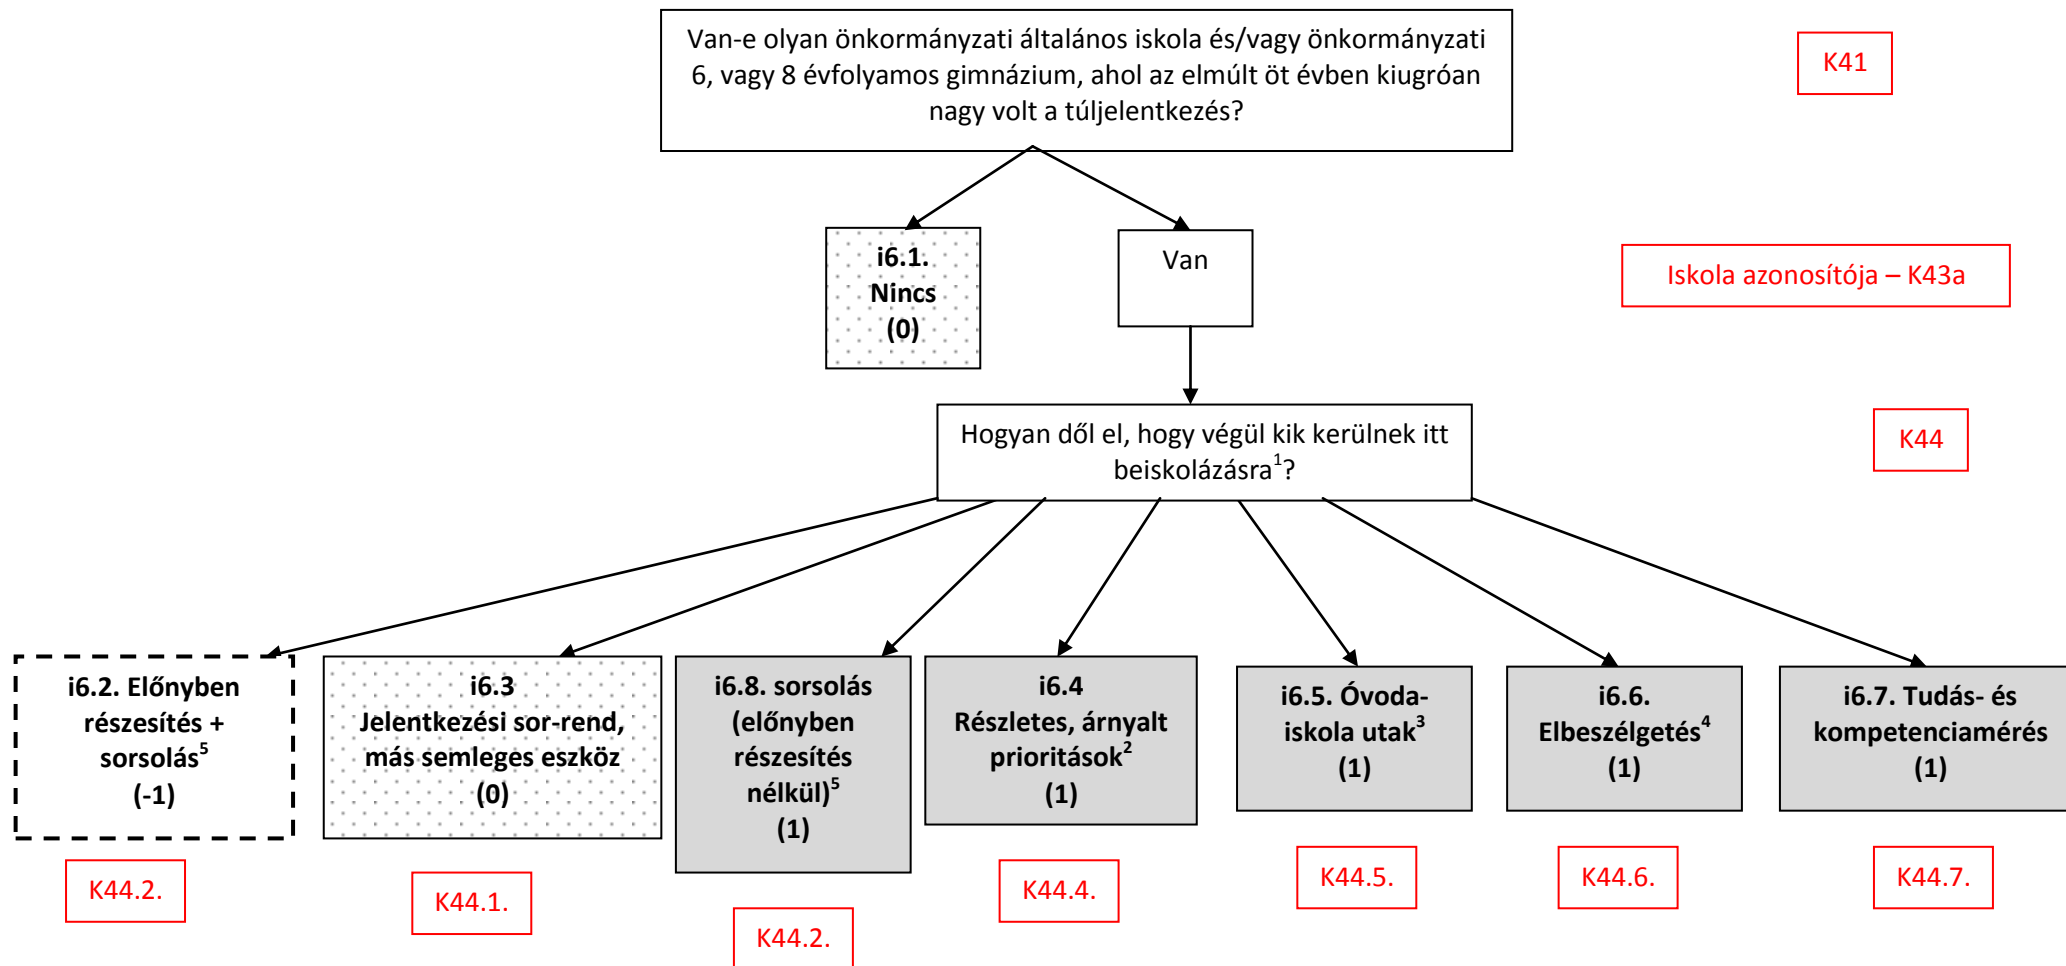 Van-e olyan önkormányzati általános iskola és/vagy önkormányzati
6, vagy 8 évfolyamos gimnázium, ahol az elmúlt öt évben kiugróan
nagy volt a túljelentkezés?
K41
i6.1.
Nincs
(0)
Van
Iskola azonosítója – K43a
Hogyan dől el, hogy végül kik kerülnek itt
beiskolázásra¹?
K44
i6.2. Előnyben
részesítés +
sorsolás⁵
(-1)
i6.3
Jelentkezési sor-rend,
más semleges eszköz
(0)
i6.8. sorsolás
(előnyben
részesítés
nélkül)⁵
(1)
i6.4
Részletes, árnyalt
prioritások²
(1)
i6.5. Óvoda-
iskola utak³
(1)
i6.6.
Elbeszélgetés⁴
(1)
i6.7. Tudás- és
kompetenciamérés
(1)
K44.2.
K44.1.
K44.2.
K44.4.
K44.5.
K44.6.
K44.7.